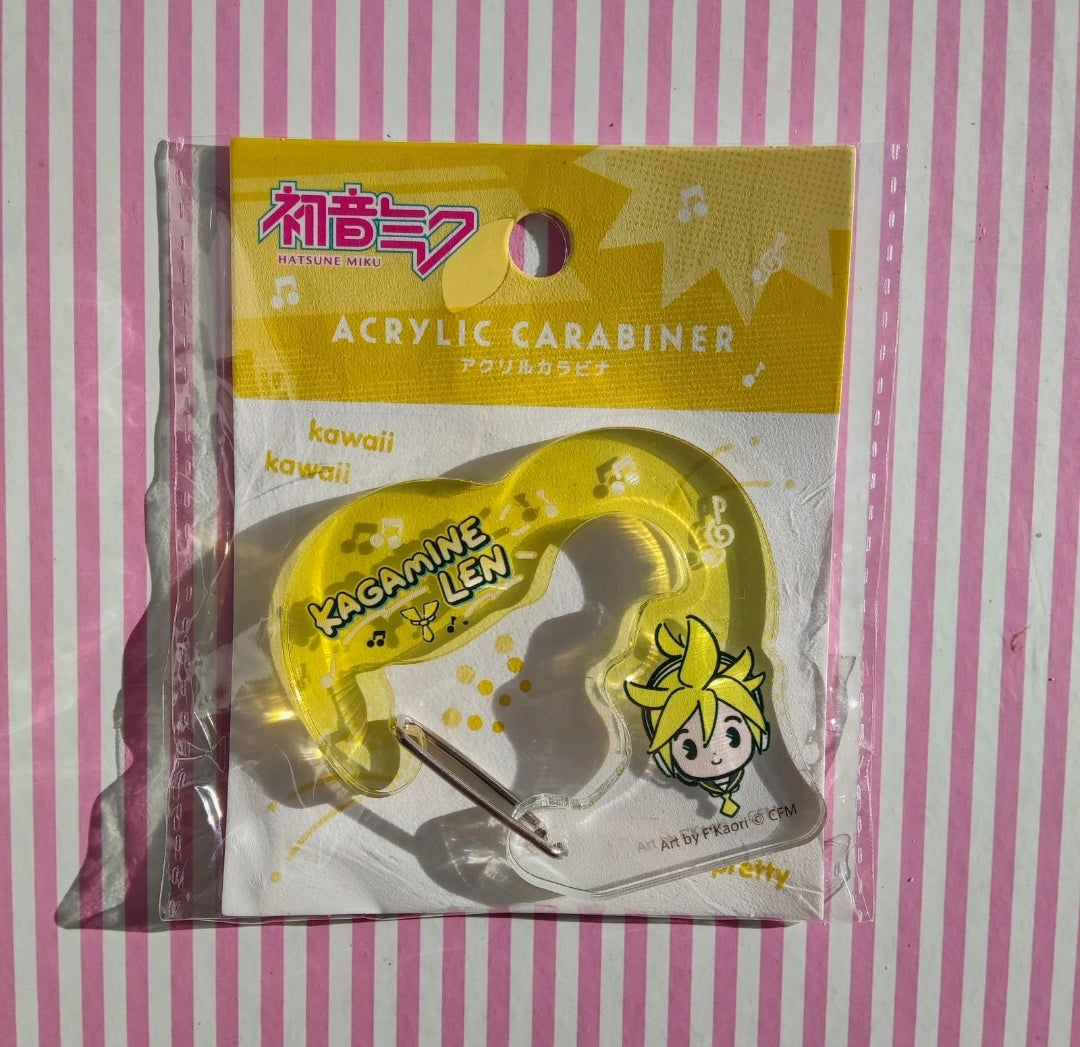 初音ミク
HATSUNE MIKU
ACRYLIC CARABINER
アクリルカラビナ
kawaii
kawaii
KAGAMINE
LEN
Art by F*Kaori © CFM
pretty